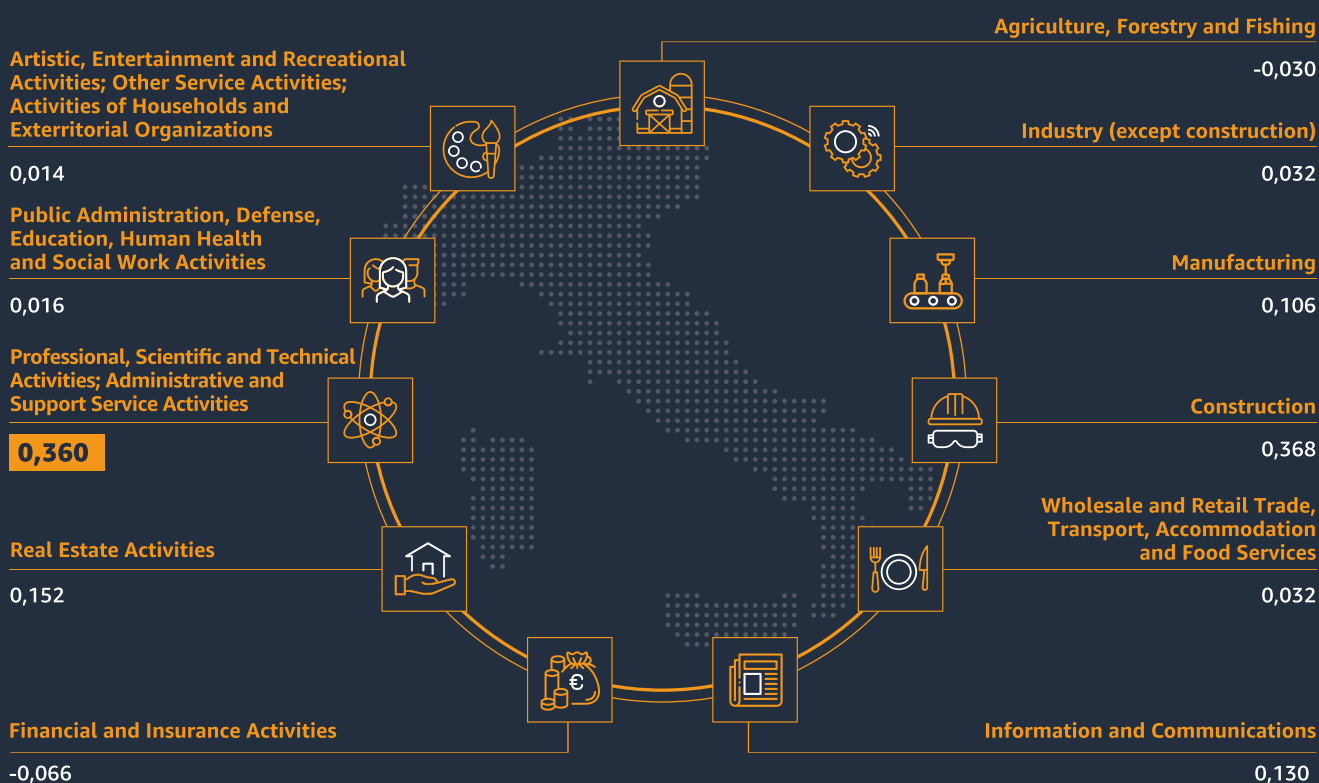 Agriculture, Forestry and Fishing
-0,030
Industry (except construction)
0,032
Manufacturing
0,106
Construction
0,368
Wholesale and Retail Trade,
Transport, Accommodation
and Food Services
0,032
Information and Communications
0,130
€
Financial and Insurance Activities
-0,066
Real Estate Activities
0,152
Professional, Scientific and Technical
Activities; Administrative and
Support Service Activities
0,360
Public Administration, Defense,
Education, Human Health
and Social Work Activities
0,016
Artistic, Entertainment and Recreational
Activities; Other Service Activities;
Activities of Households and
Exterritorial Organizations
0,014